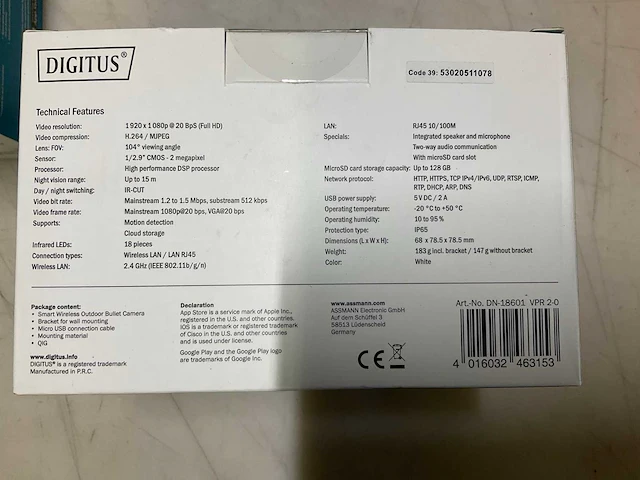 DIGITUS®
Code 39: 53020511078
Technical Features
Video resolution: 1920 x 1080p @ 20 BpS (Full HD)
Video compression: H.264 / MJPEG
Lens: FOV: 104° viewing angle
Sensor: 1/2.9" CMOS - 2 megapixel
Processor: High performance DSP processor
Night vision range: Up to 15 m
Day / night switching: IR-CUT
Video bit rate: Mainstream 1.2 to 1.5 Mbps, substream 512 kbps
Video frame rate: Mainstream 1080p@20 bps, VGA@20 bps
Supports: Motion detection
Cloud storage
Infrared LEDs: 18 pieces
Connection types: Wireless LAN / LAN RJ45
Wireless LAN: 2.4 GHz (IEEE 802.11b/g/n)
LAN: RJ45 10/100M
Specials: Integrated speaker and microphone
Two-way audio communication
With microSD card slot
MicroSD card storage capacity: Up to 128 GB
Network protocol: HTTP, HTTPS, TCP IPv4/IPv6, UDP, RTSP, ICMP,
RTP, DHCP, ARP, DNS
USB power supply: 5 V DC / 2 A
Operating temperature: -20 °C to +50 °C
Operating humidity: 10 to 95 %
Protection type: IP65
Dimensions (L x W x H): 68 x 78.5 x 78.5 mm
Weight: 183 g incl. bracket / 147 g without bracket
Color: White
Package content:
• Smart Wireless Outdoor Bullet Camera
• Bracket for wall mounting
• Micro USB connection cable
• Mounting material
• QIG
www.digitus.info
DIGITUS® is a registered trademark
Manufactured in P.R.C.
Declaration
App Store is a service mark of Apple Inc.,
registered in the U.S. and other countries.
IOS is a trademark or registered trademark
of Cisco in the U.S. and other countries
and is used under license.
Google Play and the Google Play logo
are trademarks of Google Inc.
www.assmann.com
ASSMANN Electronic GmbH
Auf dem Schüffel 3
58513 Lüdenscheid
Germany
CE
Art.-No. DN-18601 VPR 2-0
4 016032 463153